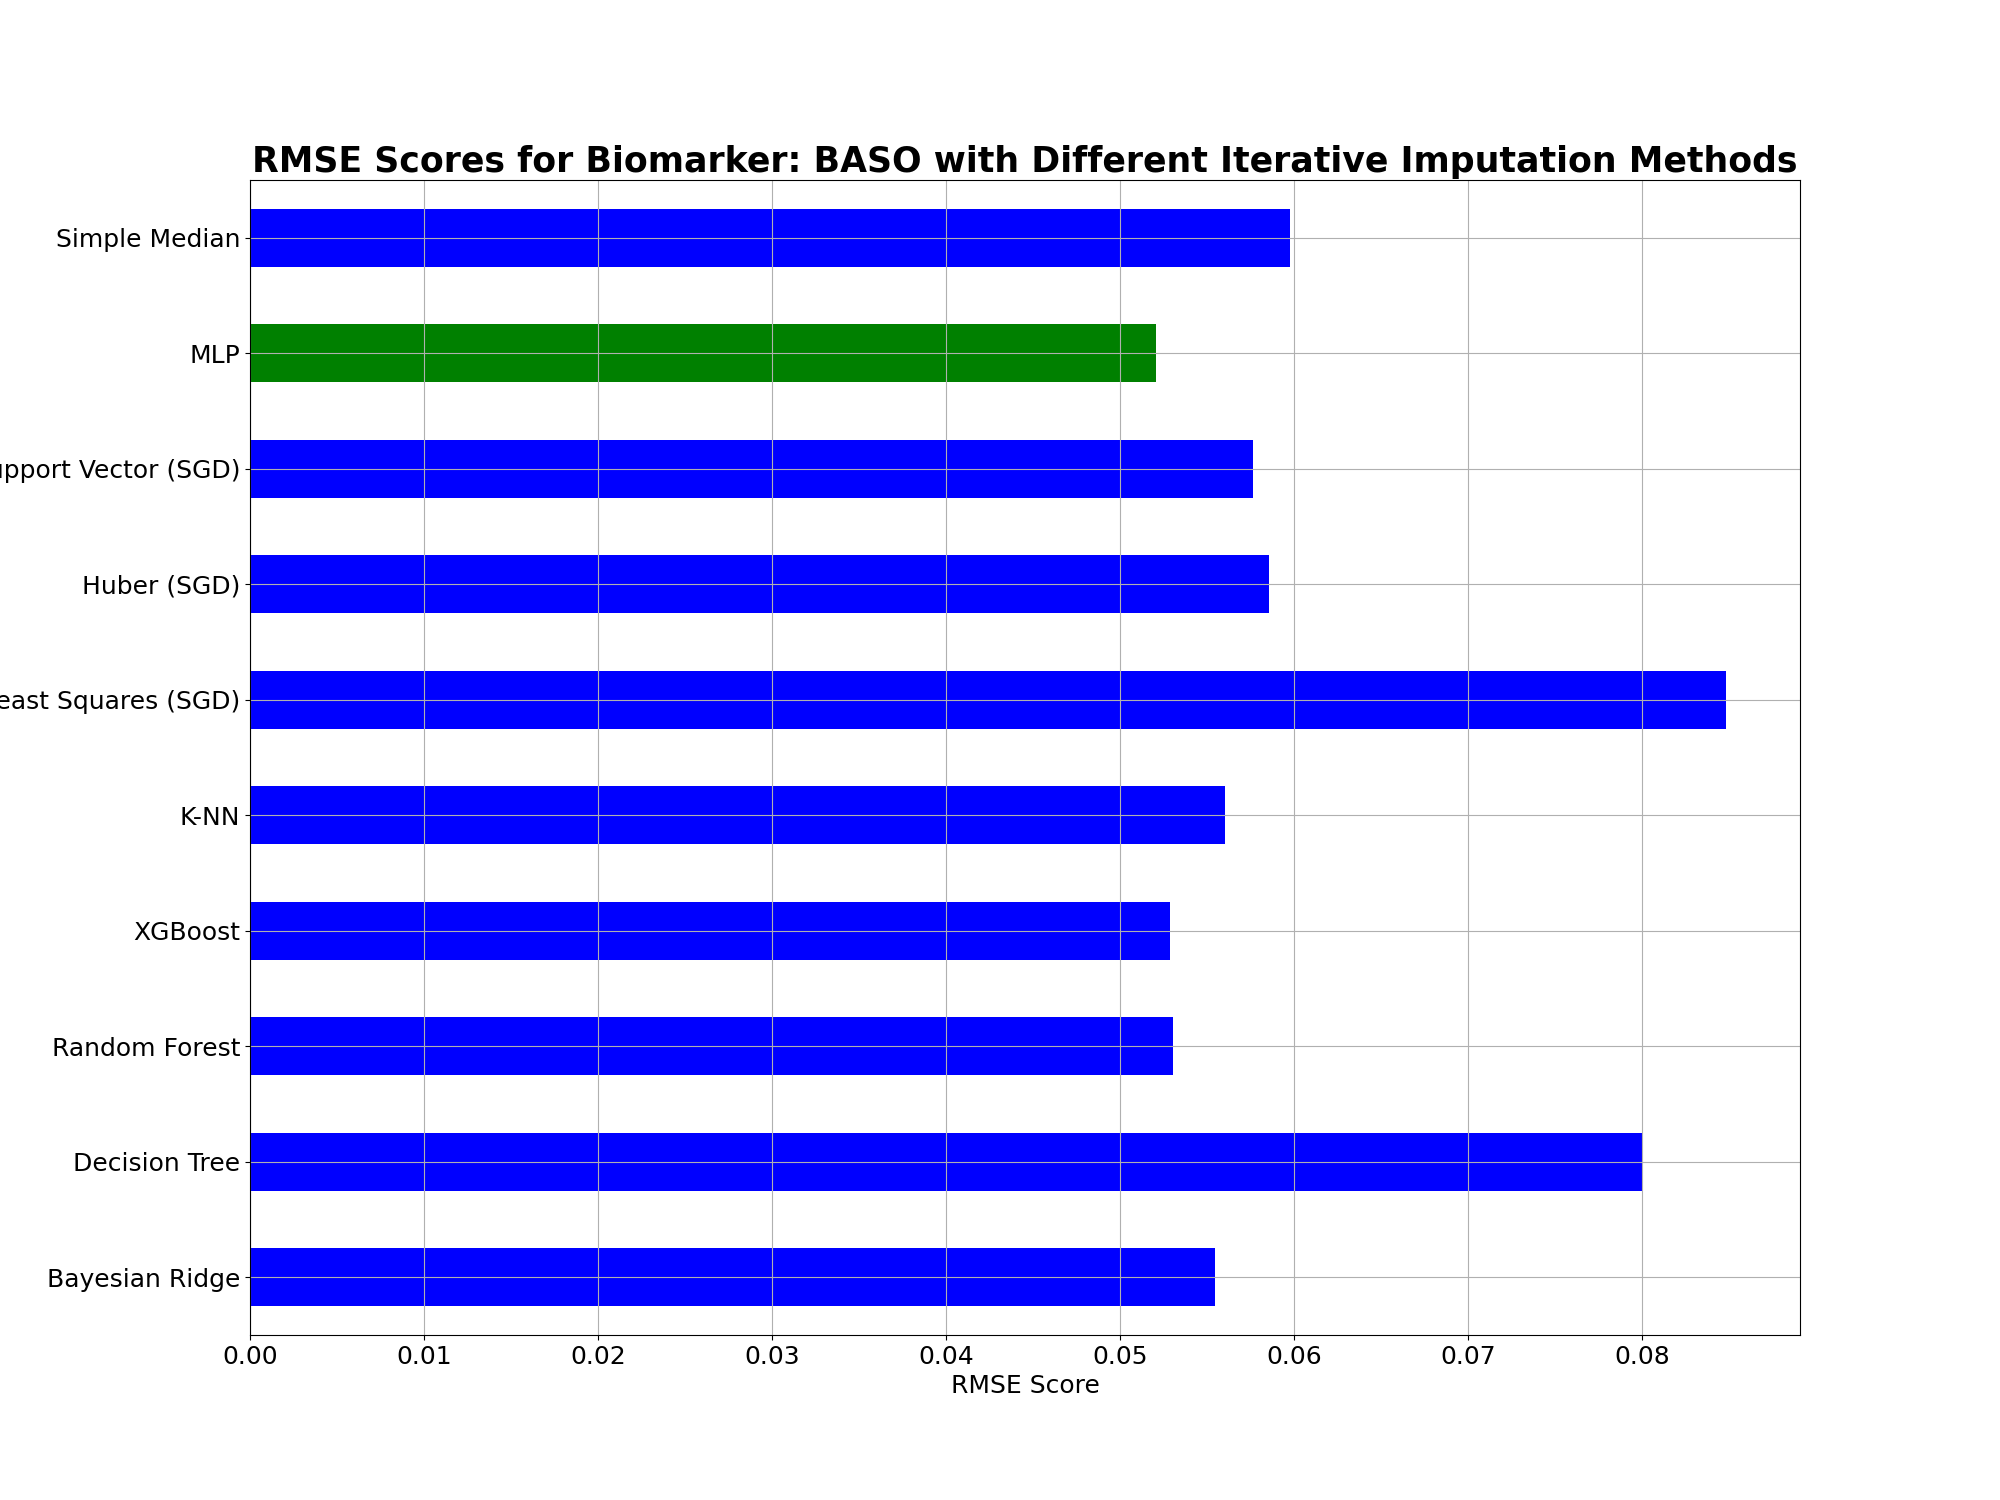 RMSE Scores for Biomarker: BASO with Different Iterative Imputation Methods
Simple Median
MLP
upport Vector (SGD)
Huber (SGD)
east Squares (SGD)
K-NN
XGBoost
Random Forest
Decision Tree
Bayesian Ridge
0.00 0.01 0.02 0.03 0.04 0.05 0.06 0.07 0.08
RMSE Score